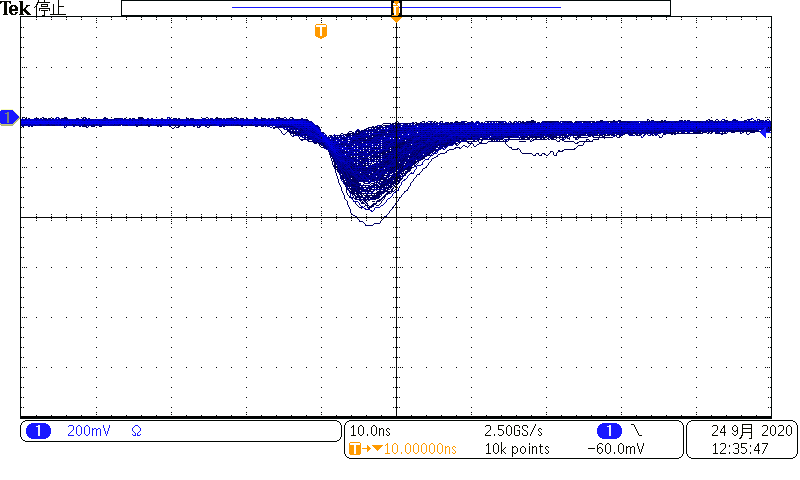 Tek 停止
T
T
1
1 200mV Ω
10.0ns 2.50GS/s 1
T→▼10.00000ns 10k points −60.0mV
24 9月 2020
12:35:47